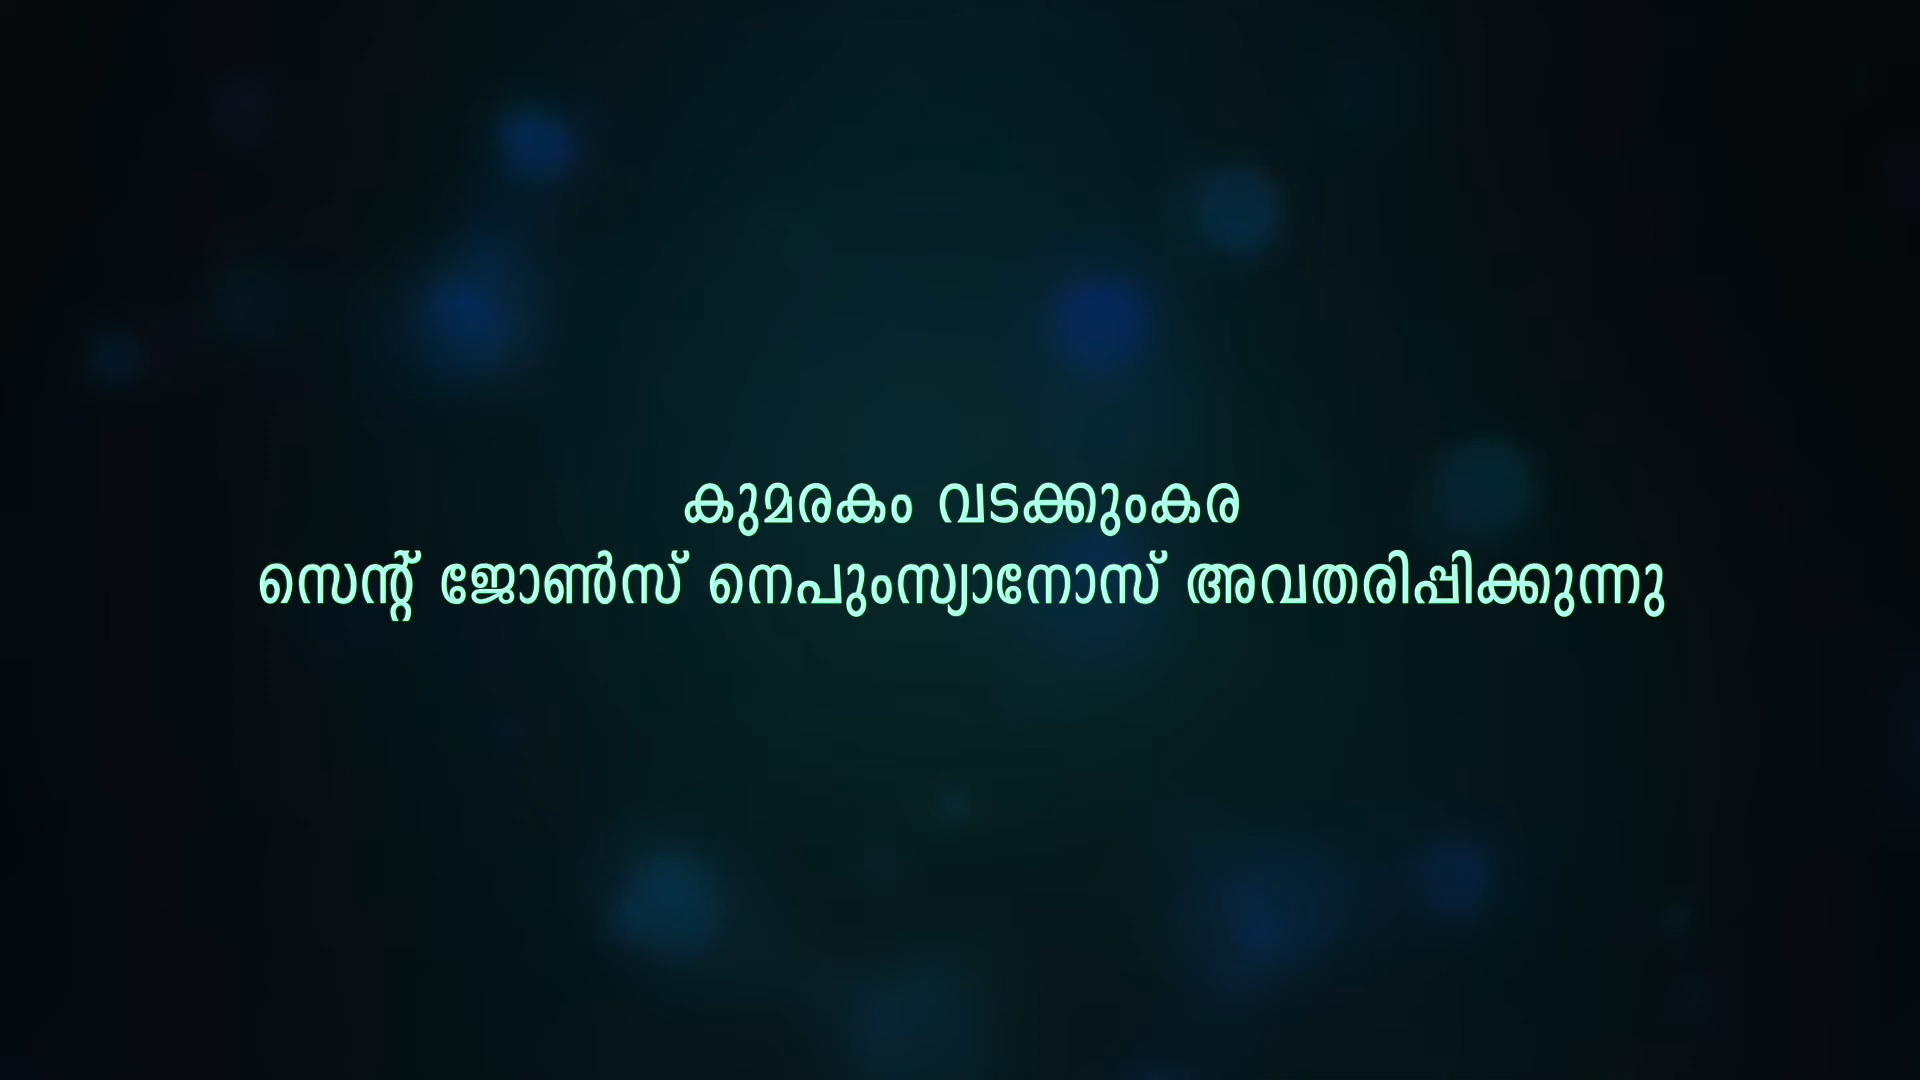 കുമരകം വടക്കുംകര
സെന്റ് ജോൺസ് നെപുംസ്യാനോസ് അവതരിപ്പിക്കുന്നു